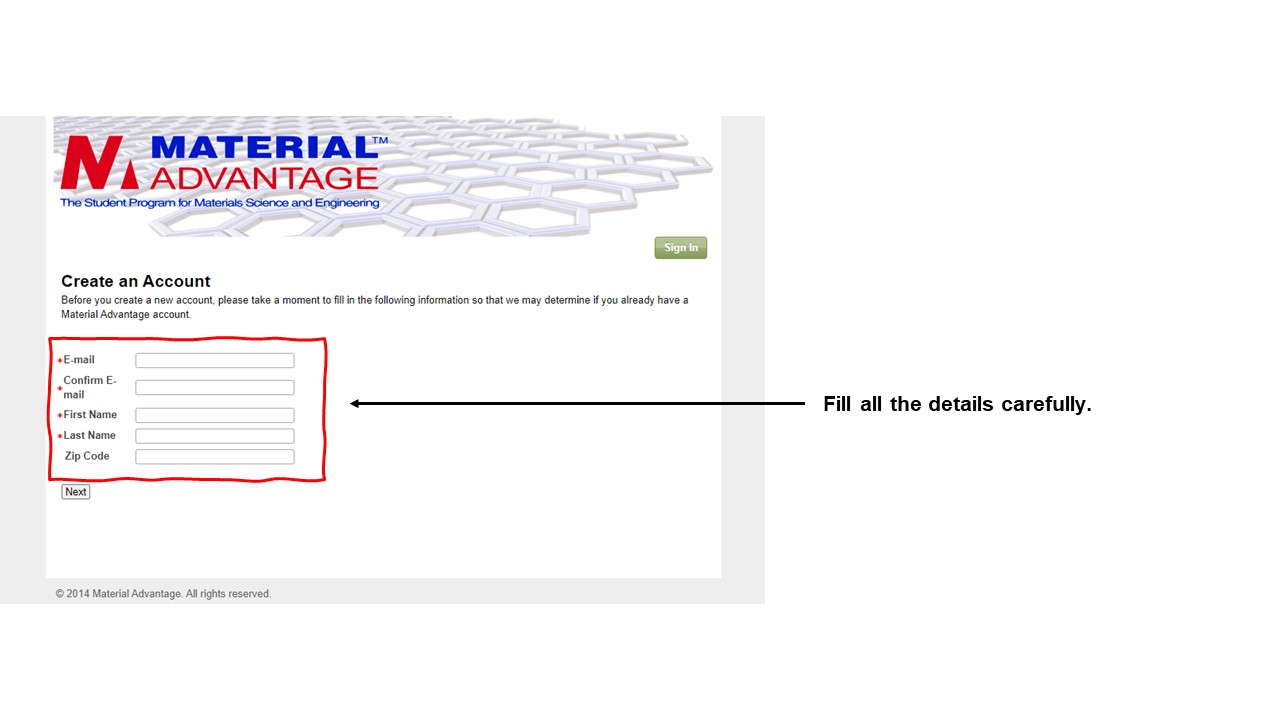 MATERIAL™
ADVANTAGE
The Student Program for Materials Science and Engineering
Sign In
Create an Account
Before you create a new account, please take a moment to fill in the following information so that we may determine if you already have a
Material Advantage account.
*E-mail
Confirm E-
*mail
*First Name
*Last Name
Zip Code
Fill all the details carefully.
Next
© 2014 Material Advantage. All rights reserved.